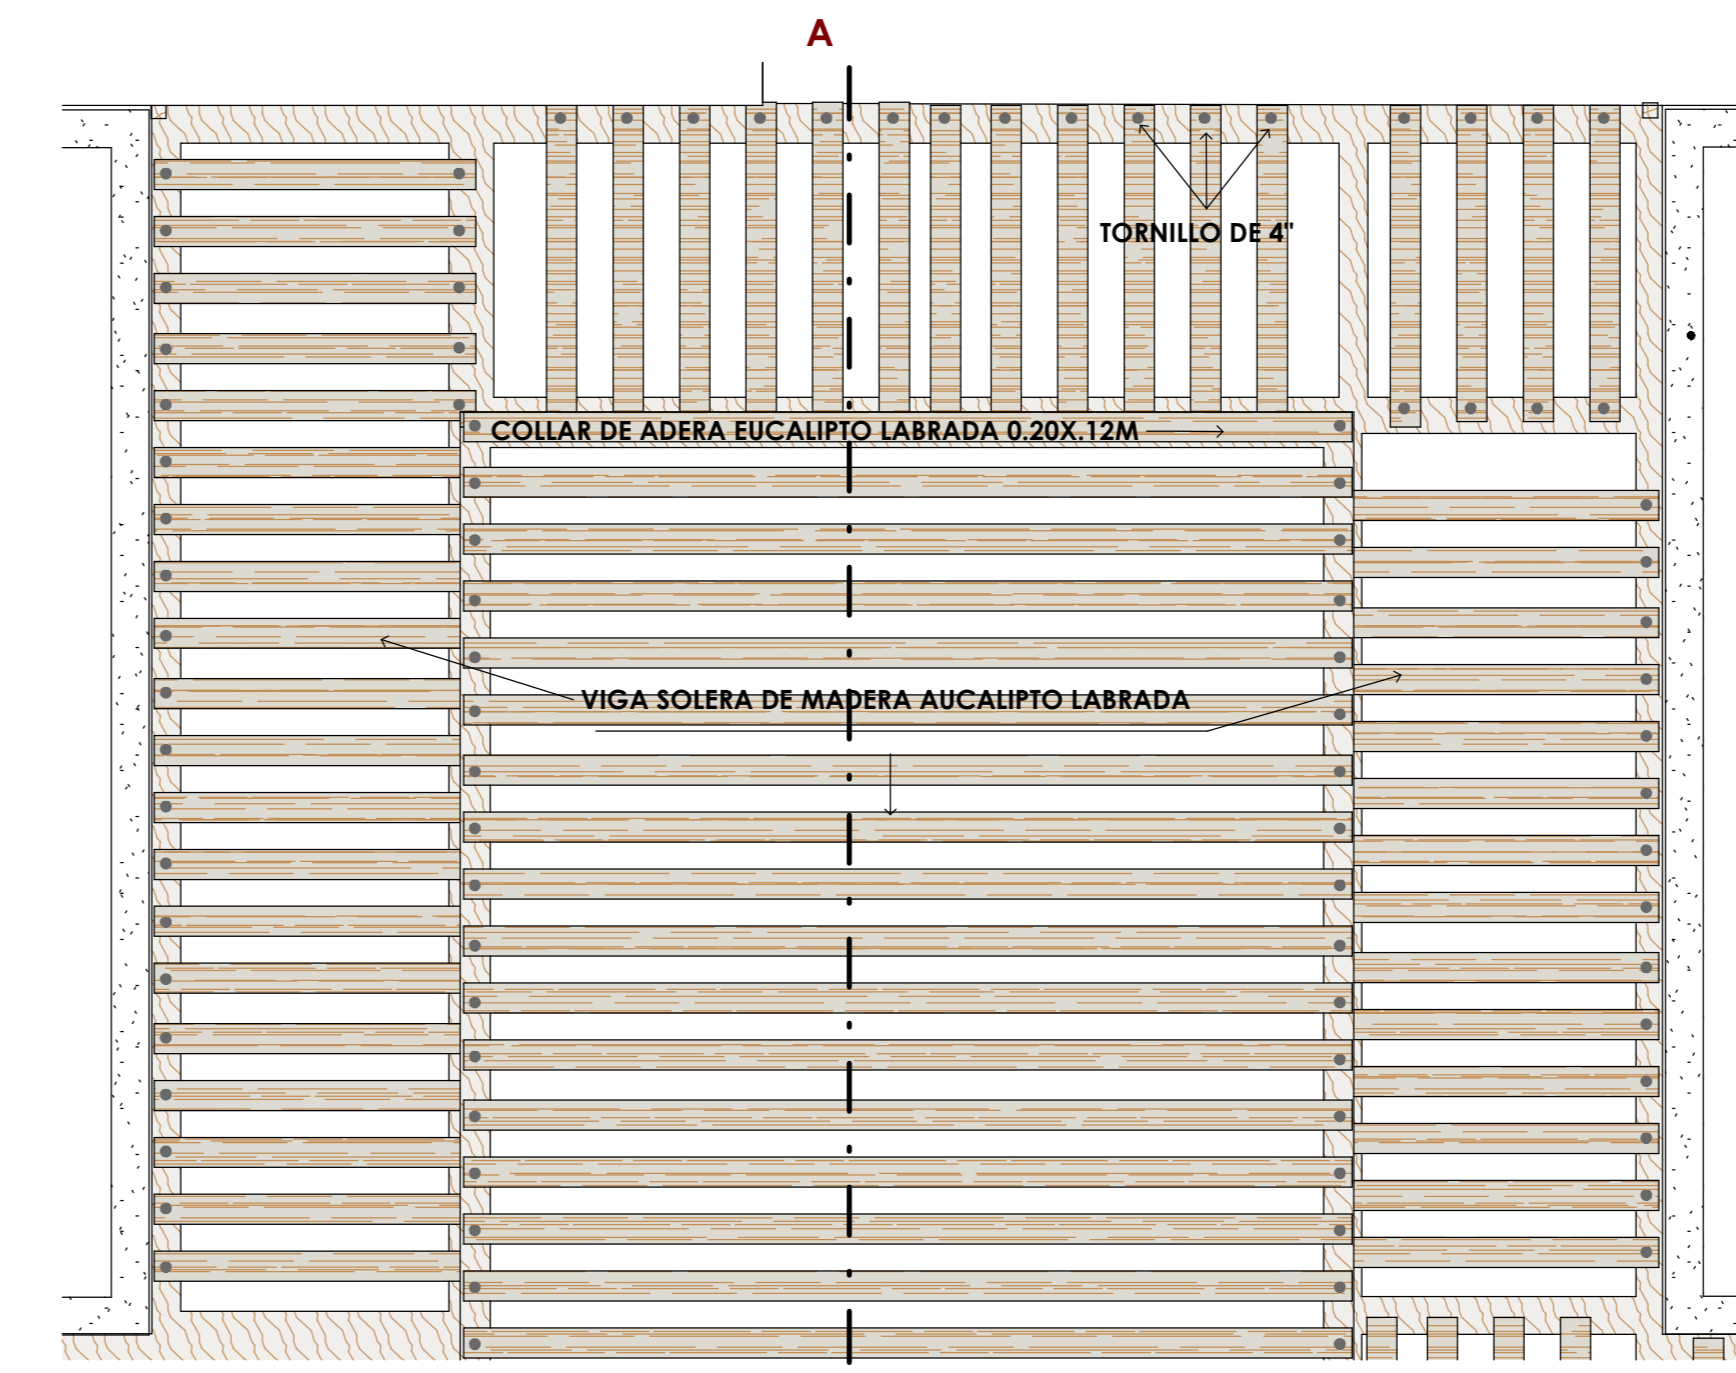 A
TORNILLO DE 4"
COLLAR DE ADERA EUCALIPTO LABRADA 0.20X.12M
VIGA SOLERA DE MADERA AUCALIPTO LABRADA